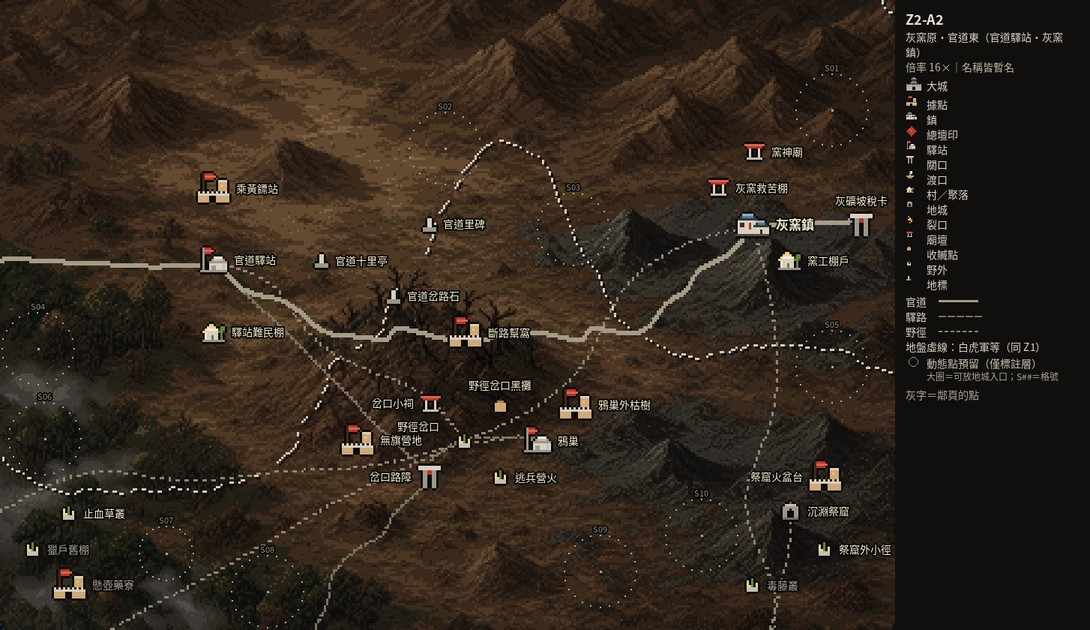 Z2-A2
灰窯原・官道東（官道驛站・灰窯
鎮）
倍率 16×｜名稱皆暫名
大城
據點
鎮
總壇印
驛站
關口
渡口
村／聚落
地城
裂口
廟壇
收贓點
野外
地標
官道
驛路
野徑
地盤虛線：白虎軍等（同 Z1）
動態點預留（僅標註層）
大圈＝可放地城入口；S##＝格號
灰字＝鄰頁的點
S01
S02
窯神廟
乘黃鏢站
S03
灰窯救苦棚
灰礦坡稅卡
官道里碑
灰窯鎮
官道驛站
官道十里亭
窯工棚戶
官道岔路石
S04
驛站難民棚
斷路幫窩
S05
野徑岔口黑攤
S06
岔口小祠
鴉巢外枯樹
野徑岔口
無旗營地
鴉巢
岔口路障
逃兵營火
祭窟火盆台
S10
止血草叢
S07
沉淵祭窟
S09
獵戶舊棚
S08
祭窟外小徑
懸壺藥寮
毒藤叢